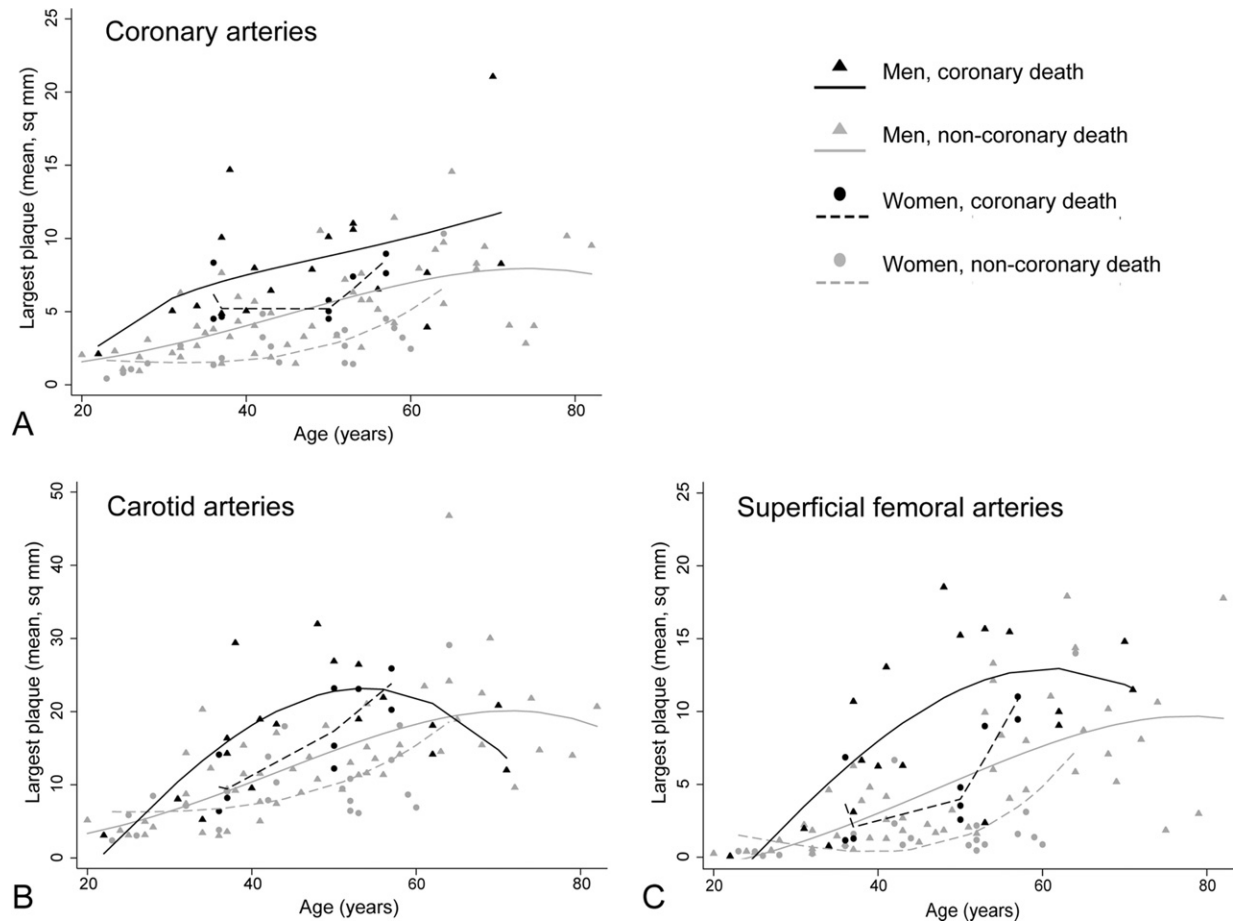 Coronary arteries
Largest plaque (mean, sq mm)
25
20
15
10
5
0
20
40
60
80
Age (years)
A
Men, coronary death
Men, non-coronary death
Women, coronary death
Women, non-coronary death
Carotid arteries
Largest plaque (mean, sq mm)
50
40
30
20
10
0
20
40
60
80
Age (years)
B
Superficial femoral arteries
Largest plaque (mean, sq mm)
25
20
15
10
5
0
20
40
60
80
Age (years)
C